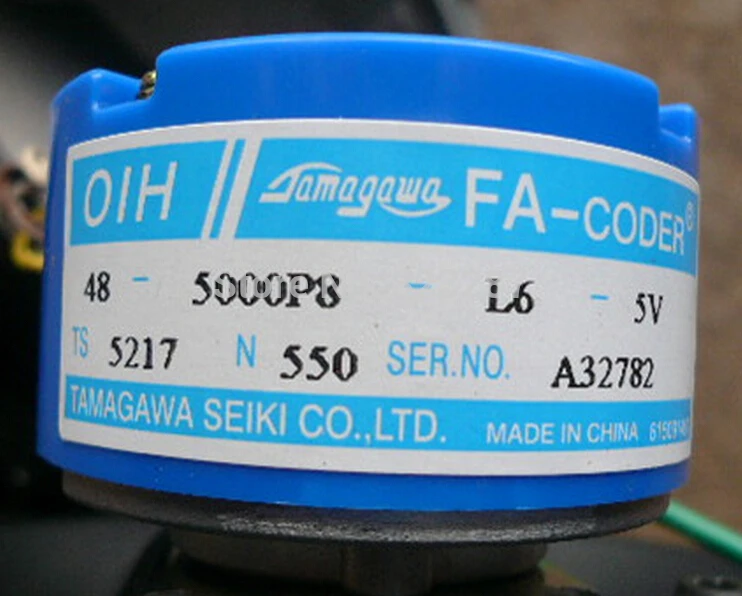 OIH Tamagawa FA-CODER®
48 - 5000P8 - L6 - 5V
TS 5217 N 550 SER.NO. A32782
TAMAGAWA SEIKI CO.,LTD. MADE IN CHINA